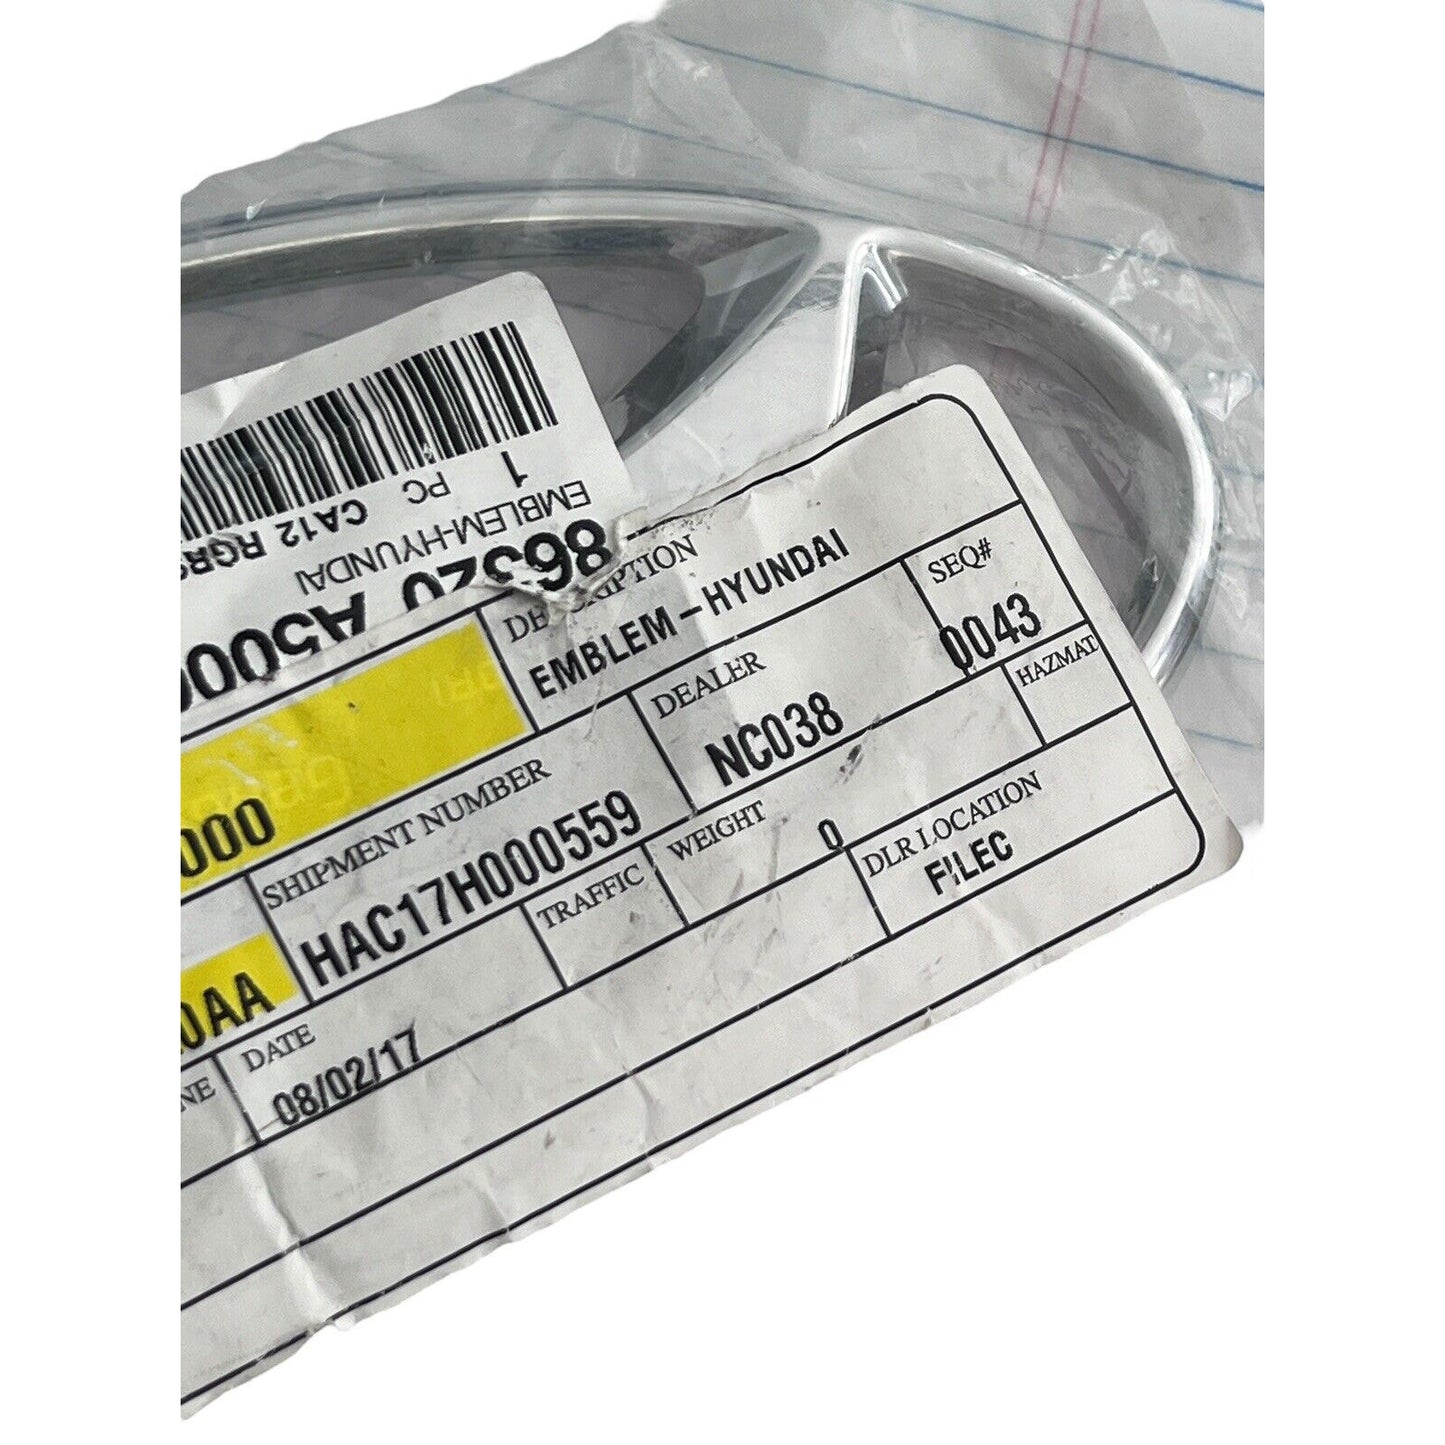 86320 A500
EMBLEM-HYUNDAI
1 PC CA12
DESCRIPTION
EMBLEM-HYUNDAI
000
SHIPMENT NUMBER
HAC17H000559
DEALER
NC038
SEQ#
0043
0AA
DATE
08/02/17
TRAFFIC
WEIGHT
0
HAZMAT
DLR LOCATION
FILEC
NE